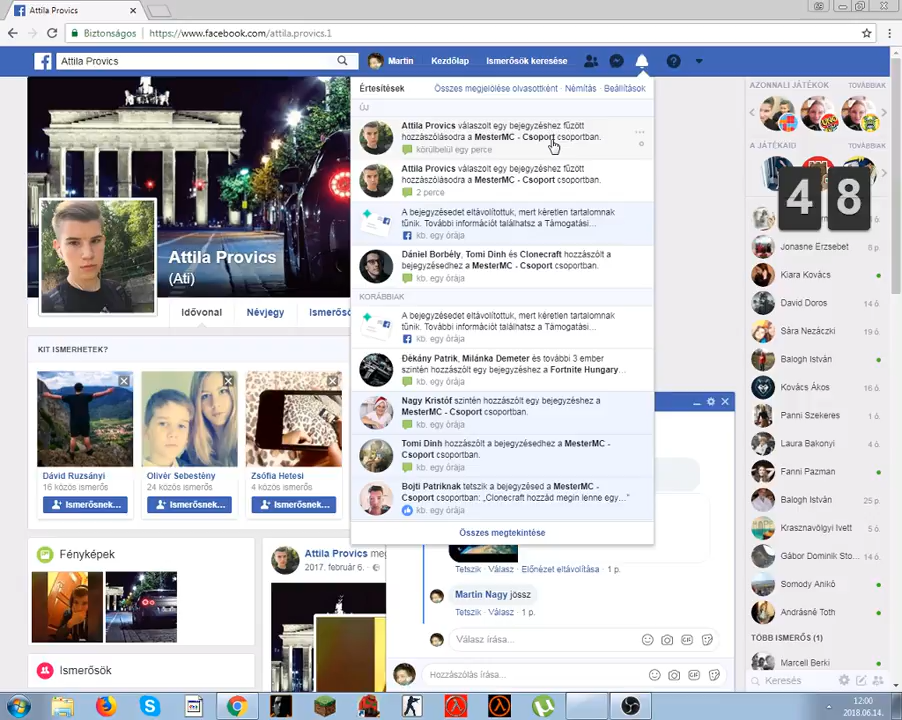 Attila Provics
Biztonságos
https://www.facebook.com/attila.provics.1
Attila Provics
Martin
Kezdőlap
Ismerősök keresése
Attila Provics
(Ati)
Idővonal
Névjegy
Ismerős
Értesítések
Összes megjelölése olvasottként · Némítás · Beállítások
ÚJ
Attila Provics válaszolt egy bejegyzéshez fűzött
hozzászólásodra a MesterMC - Csoport csoportban.
körülbelül egy perce
Attila Provics válaszolt egy bejegyzéshez fűzött
hozzászólásodra a MesterMC - Csoport csoportban.
2 perce
A bejegyzésedet eltávolítottuk, mert kéretlen tartalomnak
tűnik. További információt találhatsz a Támogatási...
kb. egy órája
Dániel Borbély, Tomi Dinh és Clonecraft hozzászólt a
bejegyzésedhez a MesterMC - Csoport csoportban.
kb. egy órája
KORÁBBIAK
A bejegyzésedet eltávolítottuk, mert kéretlen tartalomnak
tűnik. További információt találhatsz a Támogatási...
kb. egy órája
Dékány Patrik, Milánka Demeter és további 3 ember
szintén hozzászólt egy bejegyzéshez a Fortnite Hungary...
kb. egy órája
Nagy Kristóf szintén hozzászólt egy bejegyzéshez a
MesterMC - Csoport csoportban.
kb. egy órája
Tomi Dinh hozzászólt a bejegyzésedhez a MesterMC -
Csoport csoportban.
kb. egy órája
Bojti Patriknak tetszik a bejegyzésed a MesterMC -
Csoport csoportban: „Clonecraft hozzád megin lenne egy...”
kb. egy órája
Összes megtekintése
KIT ISMERHETEK?
Dávid Ruzsányi
16 közös ismerős
Ismerősnek...
Olivér Sebestény
24 közös ismerős
Ismerősnek...
Zsófia Hetesi
4 közös ismerős
Ismerősnek...
Fényképek
Ismerősök
Attila Provics meg
2017. február 6.
Tetszik · Válasz · Előnézet eltávolítása · 1 p.
Martin Nagy jössz
Tetszik · Válasz · 1 p.
Válasz írása...
Hozzászólás írása...
AZONNALI JÁTÉKOK
TOVÁBBIAK
A JÁTÉKAID
TOVÁBBIAK
48
6 ó.
Jonasne Erzsebet
8 p.
Kiara Kovács
David Doros
14 ó.
Sára Nezáczki
2 ó.
Balogh István
Kovács Ákos
2 ó.
Panni Szekeres
2 ó.
Laura Bakonyi
4 ó.
Fanni Pazman
Balogh István
25 p.
Krasznavölgyi Ivett
5 ó.
Gábor Dominik Sto...
14 ó.
Somody Anikó
Andrásné Toth
TÖBB ISMERŐS (1)
Marcell Berki
2 ó.
Keresés
12:00
2018.06.14.